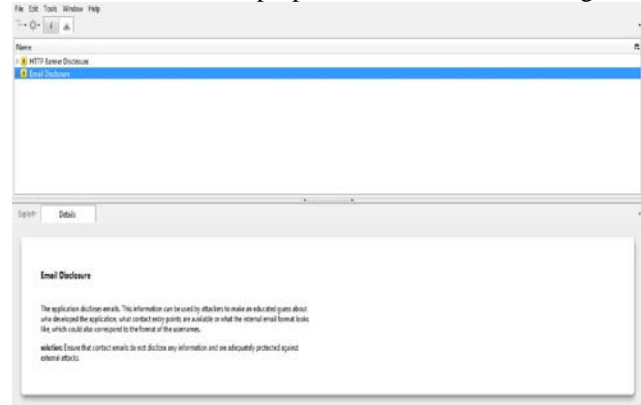 File Edit Tools Window Help
Name
HTTP Banner Disclosure
Email Disclosure
English
Details
Email Disclosure
The application discloses emails. This information can be used by attackers to make an educated guess about
who developed the application, what contact entry points are available or what the internal email format looks
like, which could also correspond to the format of the usernames.
solution: Ensure that contact emails do not disclose any information and are adequately protected against
external attacks.